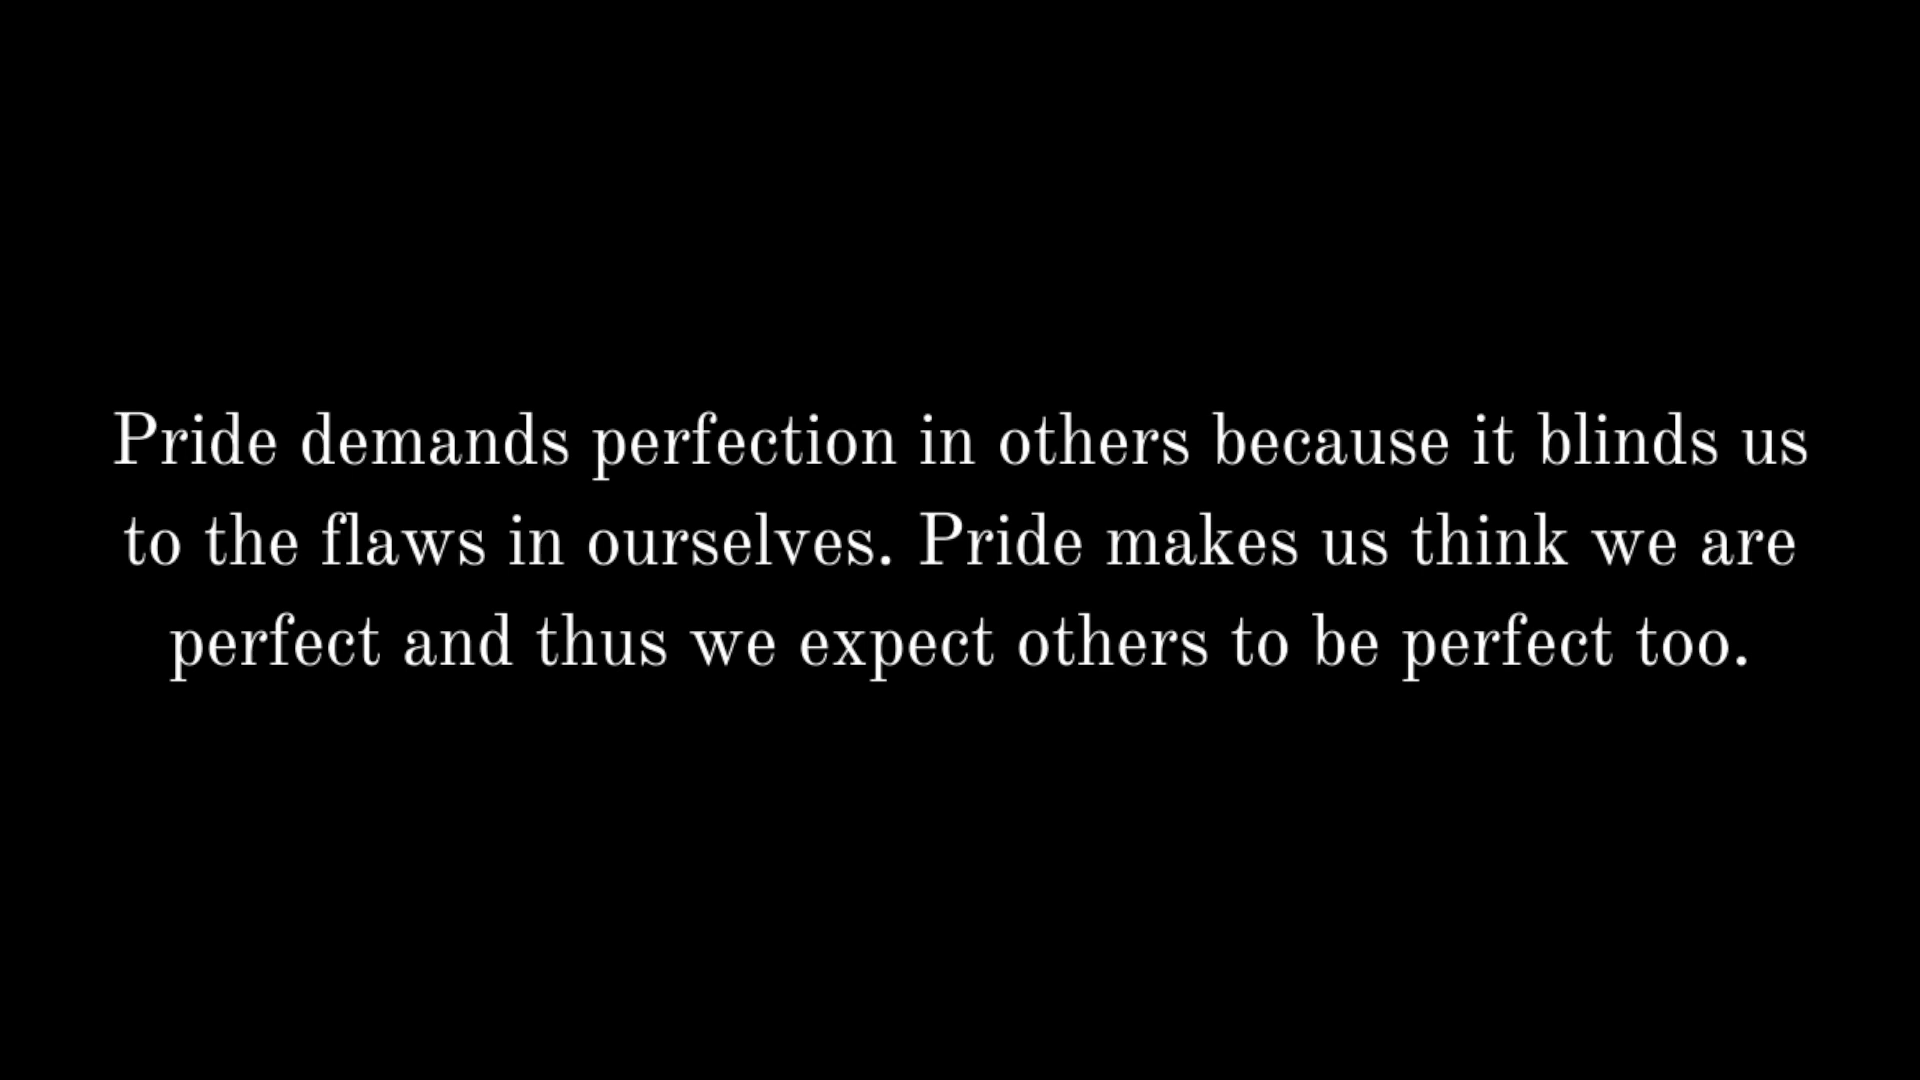 Pride demands perfection in others because it blinds us
to the flaws in ourselves. Pride makes us think we are
perfect and thus we expect others to be perfect too.